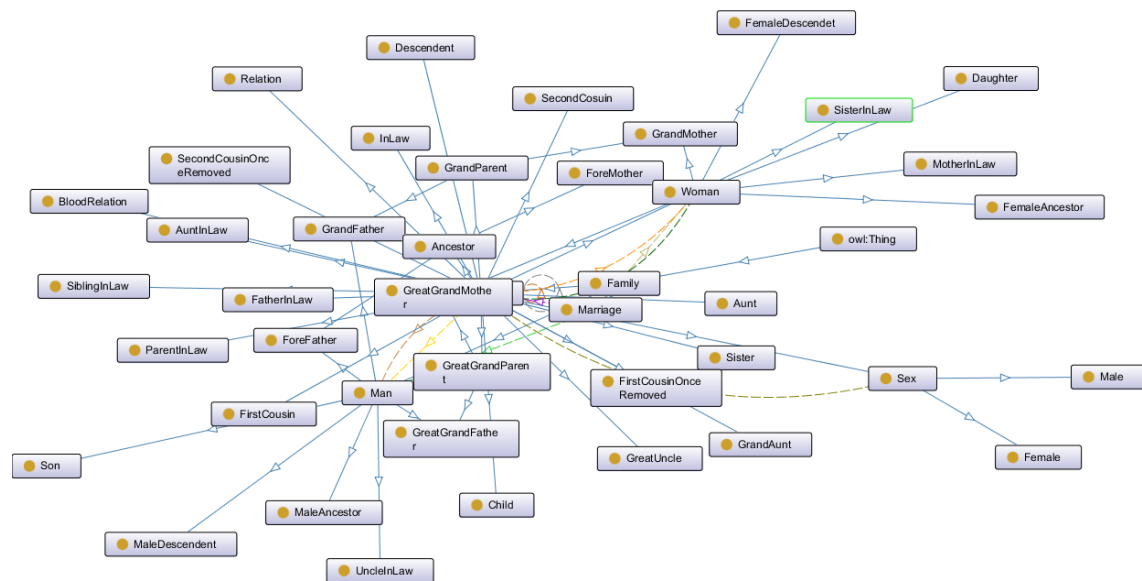 FemaleDescendet
Descendent
Relation
Daughter
SecondCosuin
SisterInLaw
GrandMother
InLaw
SecondCousinOnc
eRemoved
GrandParent
ForeMother
MotherInLaw
Woman
BloodRelation
FemaleAncestor
AuntInLaw
GrandFather
owl:Thing
Ancestor
SiblingInLaw
FatherInLaw
GreatGrandMothe
r
Family
Aunt
Marriage
ParentInLaw
ForeFather
Sister
GreatGrandParen
t
Man
FirstCousinOnce
Removed
Sex
Male
FirstCousin
GreatGrandFathe
r
GrandAunt
GreatUncle
Female
Son
Child
MaleAncestor
MaleDescendent
UncleInLaw